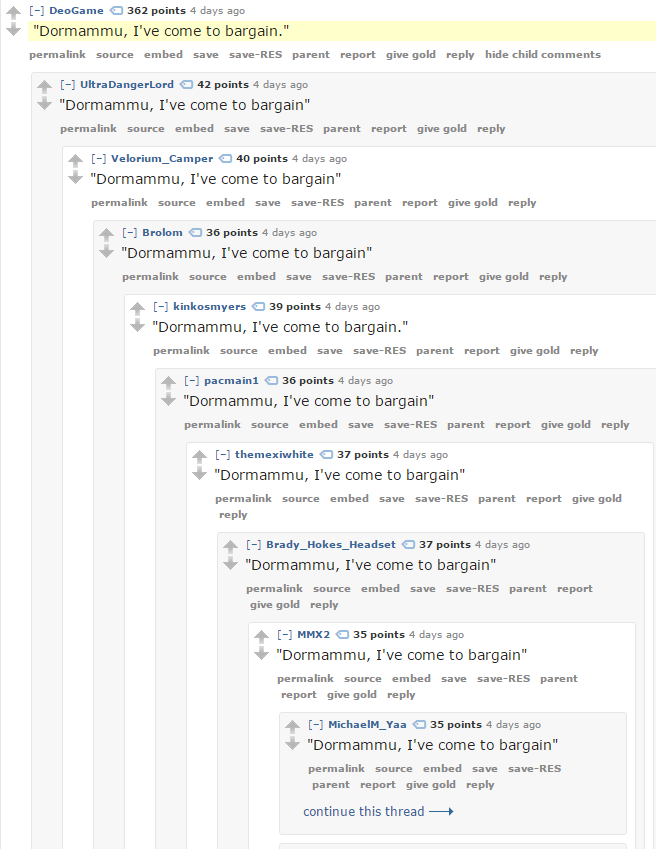 [–] DeoGame 362 points 4 days ago
"Dormammu, I've come to bargain."
permalink source embed save save-RES parent report give gold reply hide child comments
[–] UltraDangerLord 42 points 4 days ago
"Dormammu, I've come to bargain"
permalink source embed save save-RES parent report give gold reply
[–] Velorium_Camper 40 points 4 days ago
"Dormammu, I've come to bargain"
permalink source embed save save-RES parent report give gold reply
[–] Brolom 36 points 4 days ago
"Dormammu, I've come to bargain"
permalink source embed save save-RES parent report give gold reply
[–] kinkosmyers 39 points 4 days ago
"Dormammu, I've come to bargain."
permalink source embed save save-RES parent report give gold reply
[–] pacmain1 36 points 4 days ago
"Dormammu, I've come to bargain"
permalink source embed save save-RES parent report give gold reply
[–] themexiwhite 37 points 4 days ago
"Dormammu, I've come to bargain"
permalink source embed save save-RES parent report give gold
reply
[–] Brady_Hokes_Headset 37 points 4 days ago
"Dormammu, I've come to bargain"
permalink source embed save save-RES parent report
give gold reply
[–] MMX2 35 points 4 days ago
"Dormammu, I've come to bargain"
permalink source embed save save-RES parent
report give gold reply
[–] MichaelM_Yaa 35 points 4 days ago
"Dormammu, I've come to bargain"
permalink source embed save save-RES
parent report give gold reply
continue this thread